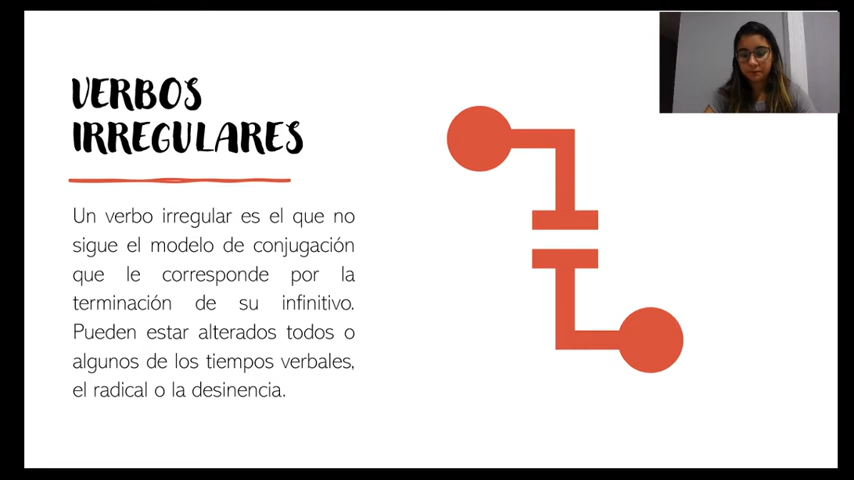 VERBOS
IRREGULARES
Un verbo irregular es el que no
sigue el modelo de conjugación
que le corresponde por la
terminación de su infinitivo.
Pueden estar alterados todos o
algunos de los tiempos verbales,
el radical o la desinencia.